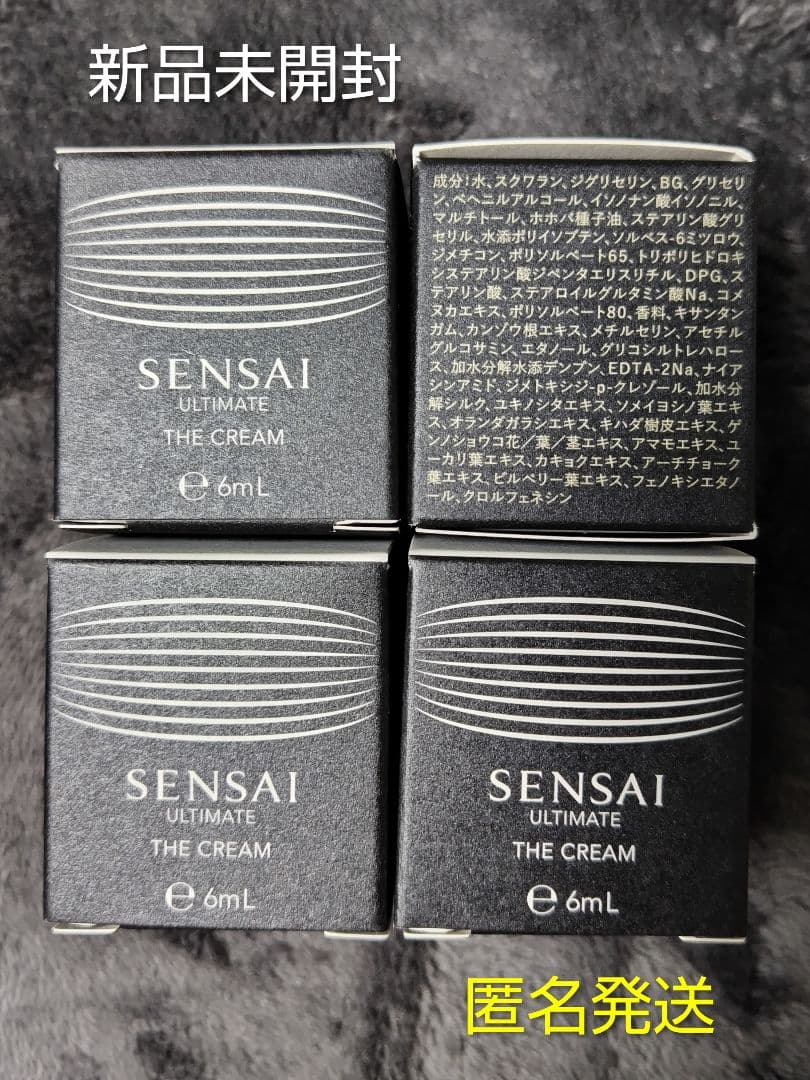 新品未開封
SENSAI
ULTIMATE
THE CREAM
℮ 6mL
成分:水、スクワラン、ジグリセリン、BG、グリセリ
ン、ベヘニルアルコール、イソノナン酸イソノニル、
マルチトール、ホホバ種子油、ステアリン酸グリ
セリル、水添ポリイソブテン、ソルベス-6ミツロウ、
ジメチコン、ポリソルベート65、トリポリヒドロキ
システアリン酸ジペンタエリスリチル、DPG、ス
テアリン酸、ステアロイルグルタミン酸Na、コメ
ヌカエキス、ポリソルベート80、香料、キサンタン
ガム、カンゾウ根エキス、メチルセリン、アセチル
グルコサミン、エタノール、グリコシルトレハロー
ス、加水分解水添デンプン、EDTA-2Na、ナイア
シンアミド、ジメトキシジ-p-クレゾール、加水分
解シルク、ユキノシタエキス、ソメイヨシノ葉エキ
ス、オランダガラシエキス、キハダ樹皮エキス、ゲ
ンノショウコ花/葉/茎エキス、アマモエキス、ユ
ーカリ葉エキス、カキョクエキス、アーチチョーク
葉エキス、ビルベリー葉エキス、フェノキシエタノ
ール、クロルフェネシン
SENSAI
ULTIMATE
THE CREAM
℮ 6mL
SENSAI
ULTIMATE
THE CREAM
℮ 6mL
匿名発送